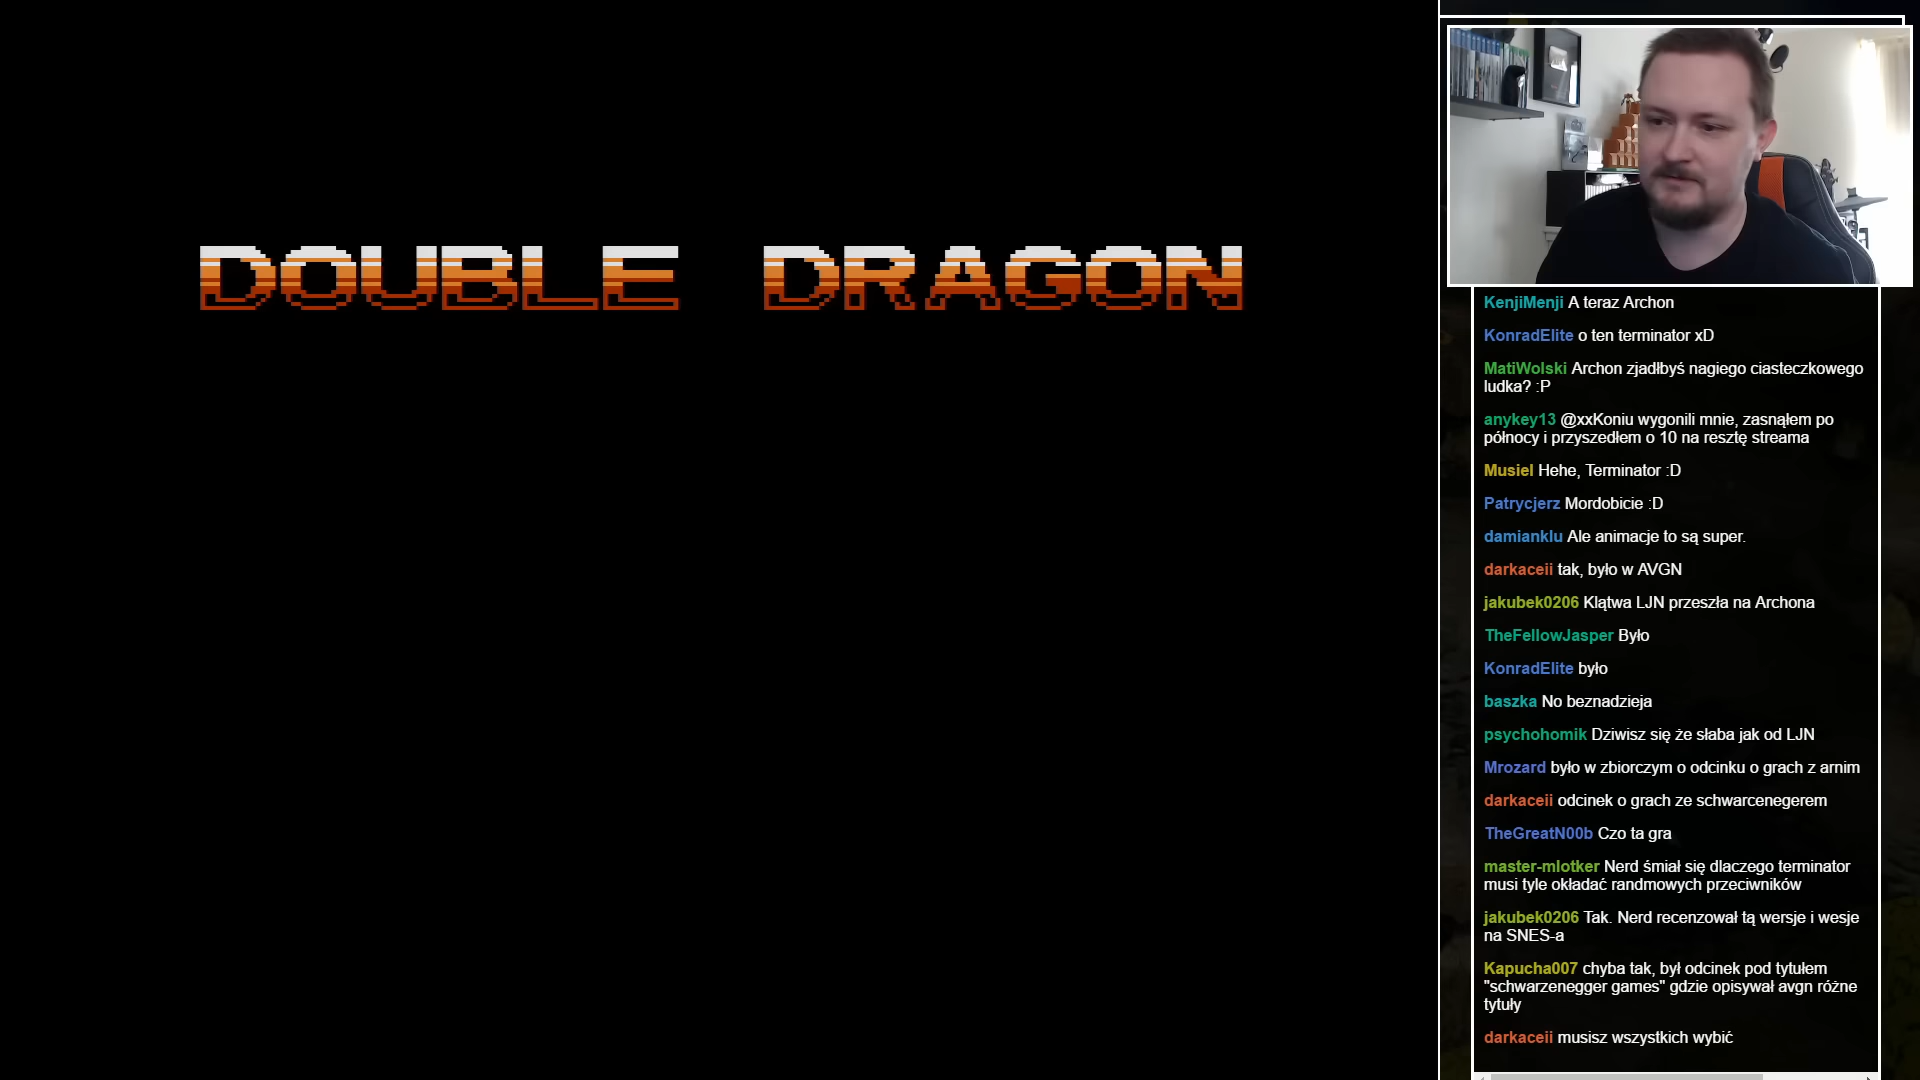 DOUBLE DRAGON
KenjiMenji A teraz Archon
KonradElite o ten terminator xD
MatiWolski Archon zjadłbyś nagiego ciasteczkowego
ludka? :P
anykey13 @xxKoniu wygonili mnie, zasnąłem po
północy i przyszedłem o 10 na resztę streama
Musiel Hehe, Terminator :D
Patrycjerz Mordobicie :D
damianklu Ale animacje to są super.
darkaceii tak, było w AVGN
jakubek0206 Klątwa LJN przeszła na Archona
TheFellowJasper Było
KonradElite było
baszka No beznadzieja
psychohomik Dziwisz się że słaba jak od LJN
Mrozard było w zbiorczym o odcinku o grach z arnim
darkaceii odcinek o grach ze schwarcenegerem
TheGreatN00b Czo ta gra
master-mlotker Nerd śmiał się dlaczego terminator
musi tyle okładać randmowych przeciwników
jakubek0206 Tak. Nerd recenzował tą wersje i wesje
na SNES-a
Kapucha007 chyba tak, był odcinek pod tytułem
"schwarzenegger games" gdzie opisywał avgn różne
tytuły
darkaceii musisz wszystkich wybić